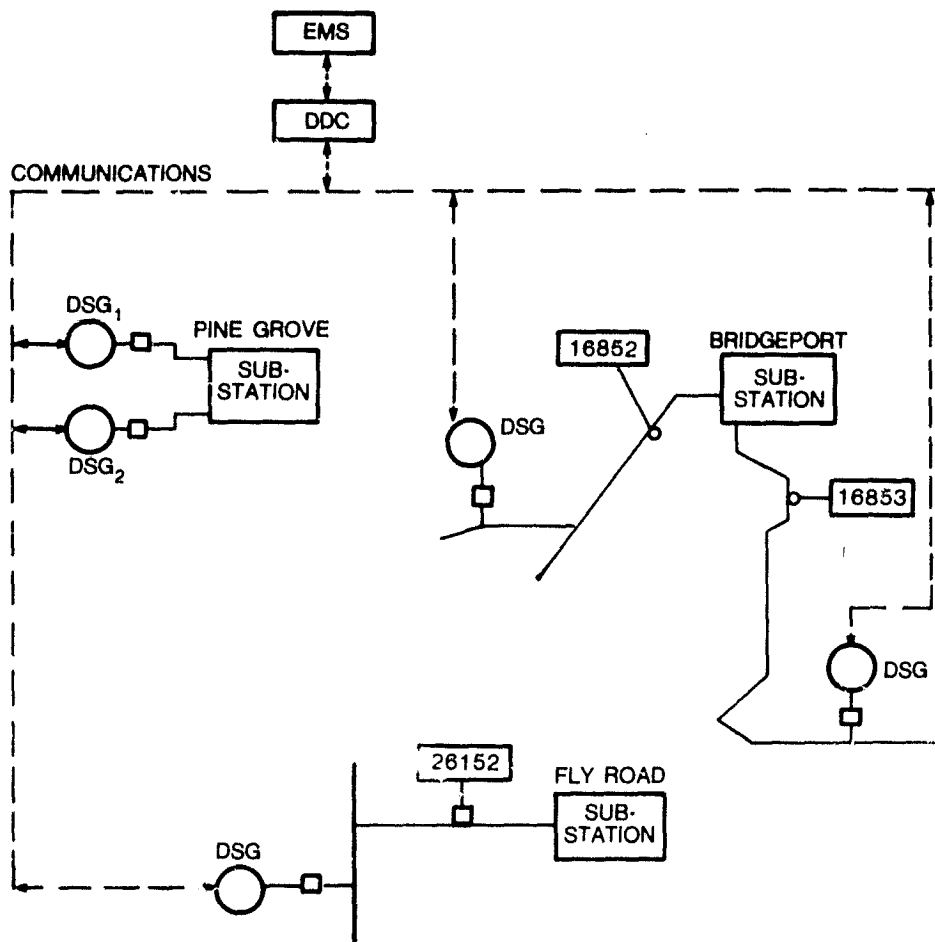 EMS
DDC
COMMUNICATIONS
DSG1
PINE GROVE
SUB-
STATION
DSG2
DSG
16852
BRIDGEPORT
SUB-
STATION
16853
DSG
26152
FLY ROAD
SUB-
STATION
DSG